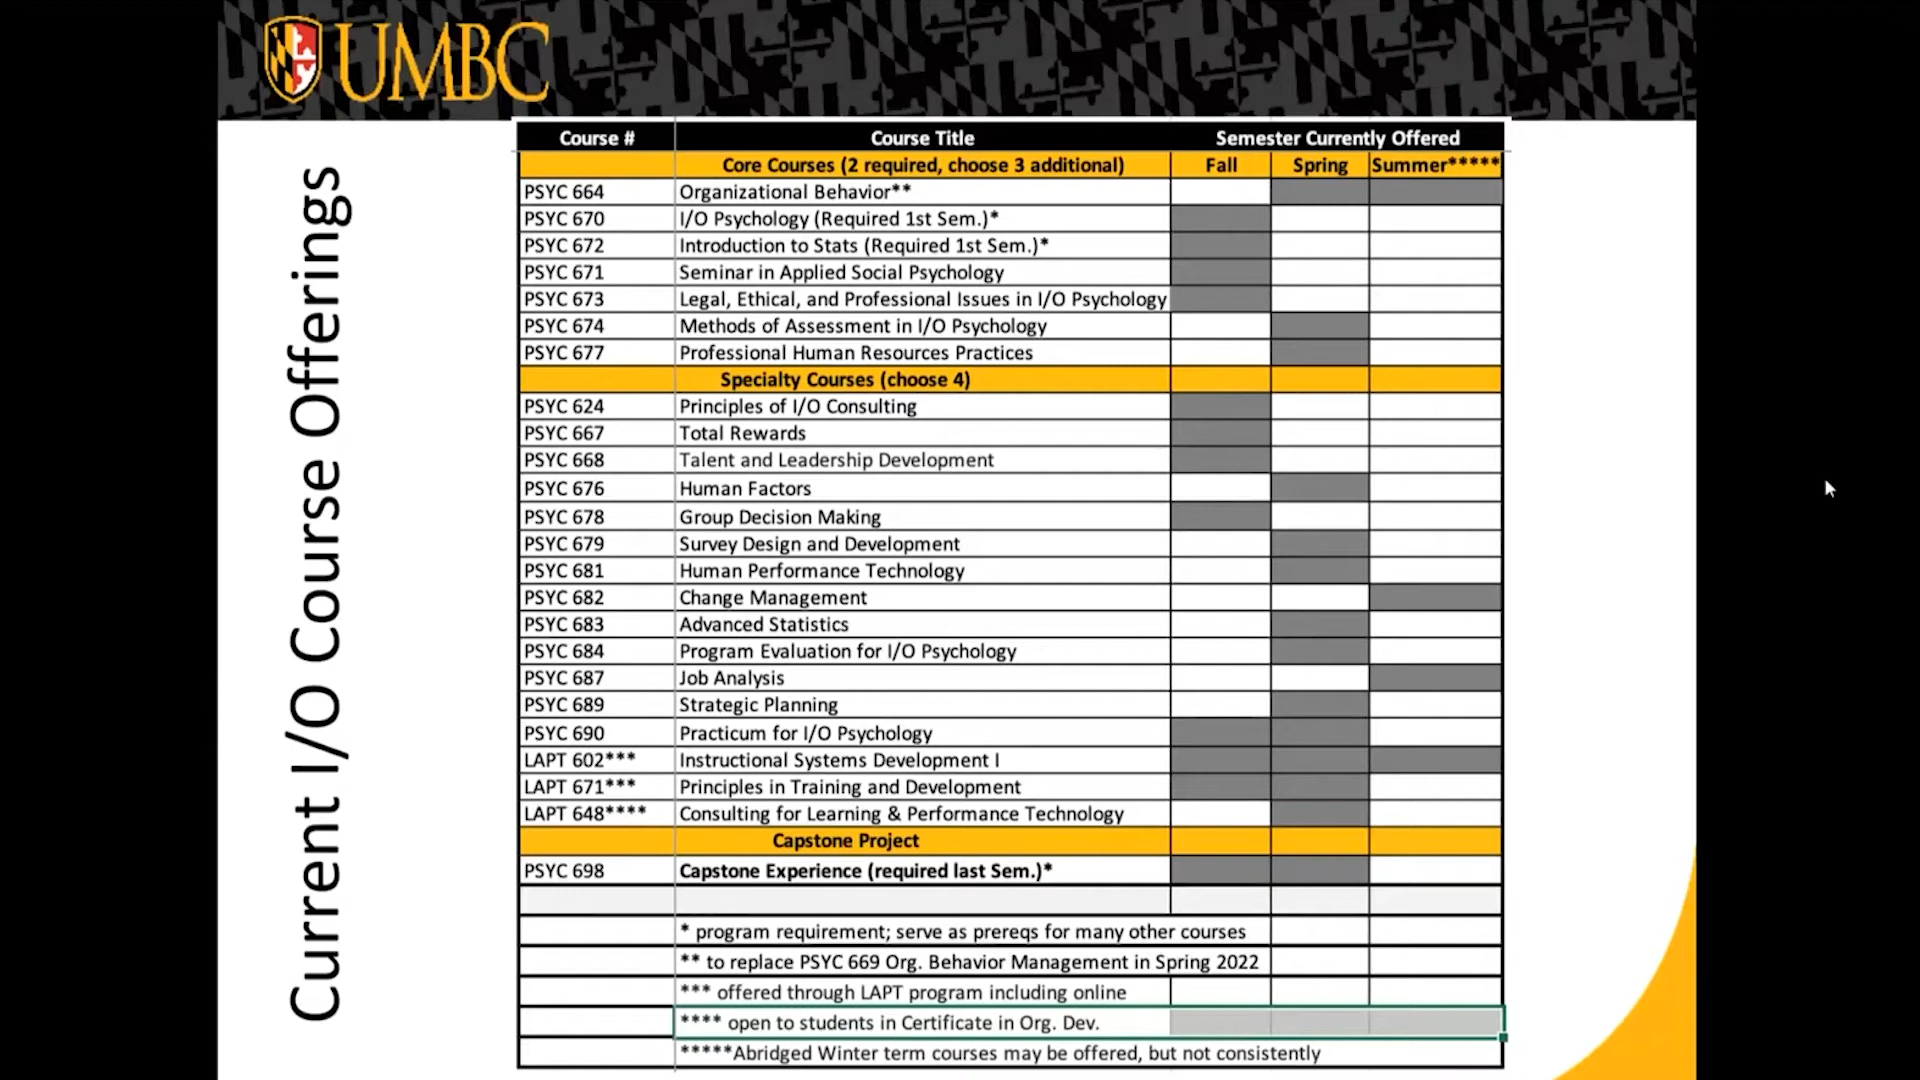 UMBC
Current I/O Course Offerings
Course # Course Title Semester Currently Offered
Core Courses (2 required, choose 3 additional) Fall Spring Summer*****
PSYC 664 Organizational Behavior**
PSYC 670 I/O Psychology (Required 1st Sem.)*
PSYC 672 Introduction to Stats (Required 1st Sem.)*
PSYC 671 Seminar in Applied Social Psychology
PSYC 673 Legal, Ethical, and Professional Issues in I/O Psychology
PSYC 674 Methods of Assessment in I/O Psychology
PSYC 677 Professional Human Resources Practices
Specialty Courses (choose 4)
PSYC 624 Principles of I/O Consulting
PSYC 667 Total Rewards
PSYC 668 Talent and Leadership Development
PSYC 676 Human Factors
PSYC 678 Group Decision Making
PSYC 679 Survey Design and Development
PSYC 681 Human Performance Technology
PSYC 682 Change Management
PSYC 683 Advanced Statistics
PSYC 684 Program Evaluation for I/O Psychology
PSYC 687 Job Analysis
PSYC 689 Strategic Planning
PSYC 690 Practicum for I/O Psychology
LAPT 602*** Instructional Systems Development I
LAPT 671*** Principles in Training and Development
LAPT 648**** Consulting for Learning & Performance Technology
Capstone Project
PSYC 698 Capstone Experience (required last Sem.)*
* program requirement; serve as prereqs for many other courses
** to replace PSYC 669 Org. Behavior Management in Spring 2022
*** offered through LAPT program including online
**** open to students in Certificate in Org. Dev.
*****Abridged Winter term courses may be offered, but not consistently